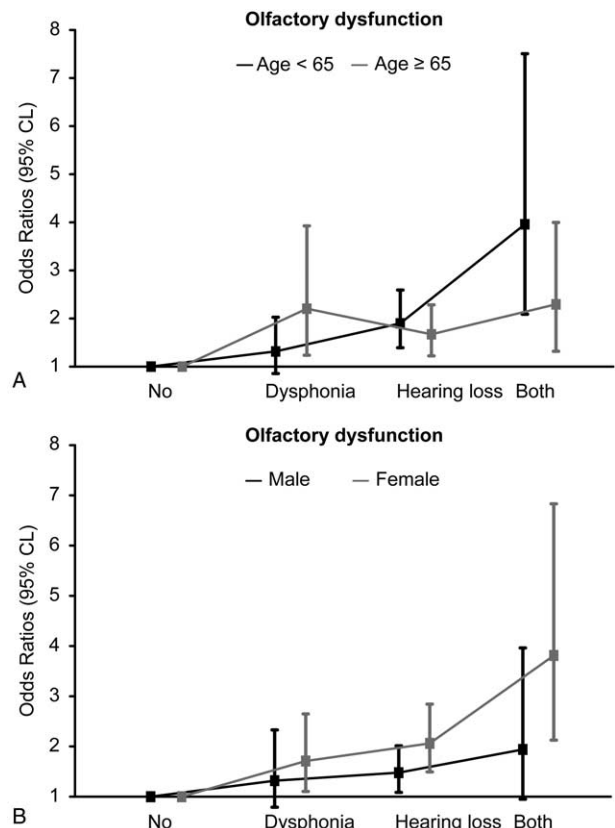 Olfactory dysfunction
Age < 65 Age ≥ 65
8
7
6
5
4
3
2
1
Odds Ratios (95% CL)
No Dysphonia Hearing loss Both
A
Olfactory dysfunction
Male Female
8
7
6
5
4
3
2
1
Odds Ratios (95% CL)
No Dysphonia Hearing loss Both
B